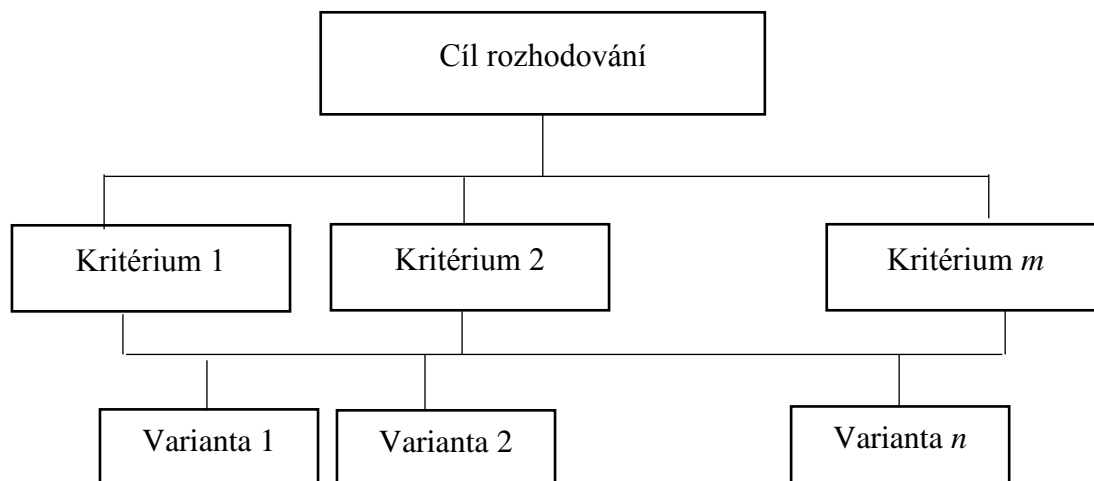 Cíl rozhodování
Kritérium 1
Kritérium 2
Kritérium m
Varianta 1
Varianta 2
Varianta n